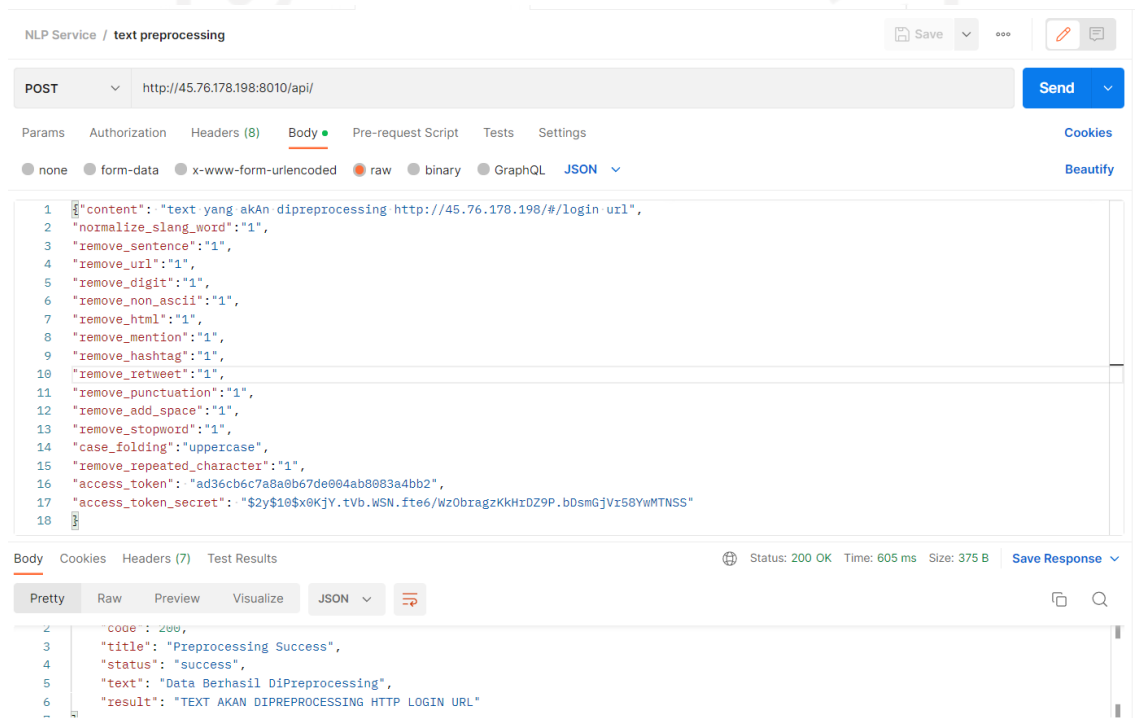 NLP Service / text preprocessing
Save
POST http://45.76.178.198:8010/api/ Send
Params Authorization Headers (8) Body Pre-request Script Tests Settings Cookies
none form-data x-www-form-urlencoded raw binary GraphQL JSON Beautify
1 {"content": "text yang akAn dipreprocessing http://45.76.178.198/#/login url",
2 "normalize_slang_word":"1",
3 "remove_sentence":"1",
4 "remove_url":"1",
5 "remove_digit":"1",
6 "remove_non_ascii":"1",
7 "remove_html":"1",
8 "remove_mention":"1",
9 "remove_hashtag":"1",
10 "remove_retweet":"1",
11 "remove_punctuation":"1",
12 "remove_add_space":"1",
13 "remove_stopword":"1",
14 "case_folding":"uppercase",
15 "remove_repeated_character":"1",
16 "access_token": "ad36cb6c7a8a0b67de004ab8083a4bb2",
17 "access_token_secret": "$2y$10$x0KjY.tVb.WSN.fte6/WzObragzKkHrDZ9P.bDsmGjVr58YwMTNSS"
18 }
Body Cookies Headers (7) Test Results Status: 200 OK Time: 605 ms Size: 375 B Save Response
Pretty Raw Preview Visualize JSON
2 "code": 200,
3 "title": "Preprocessing Success",
4 "status": "success",
5 "text": "Data Berhasil DiPreprocessing",
6 "result": "TEXT AKAN DIPREPROCESSING HTTP LOGIN URL"